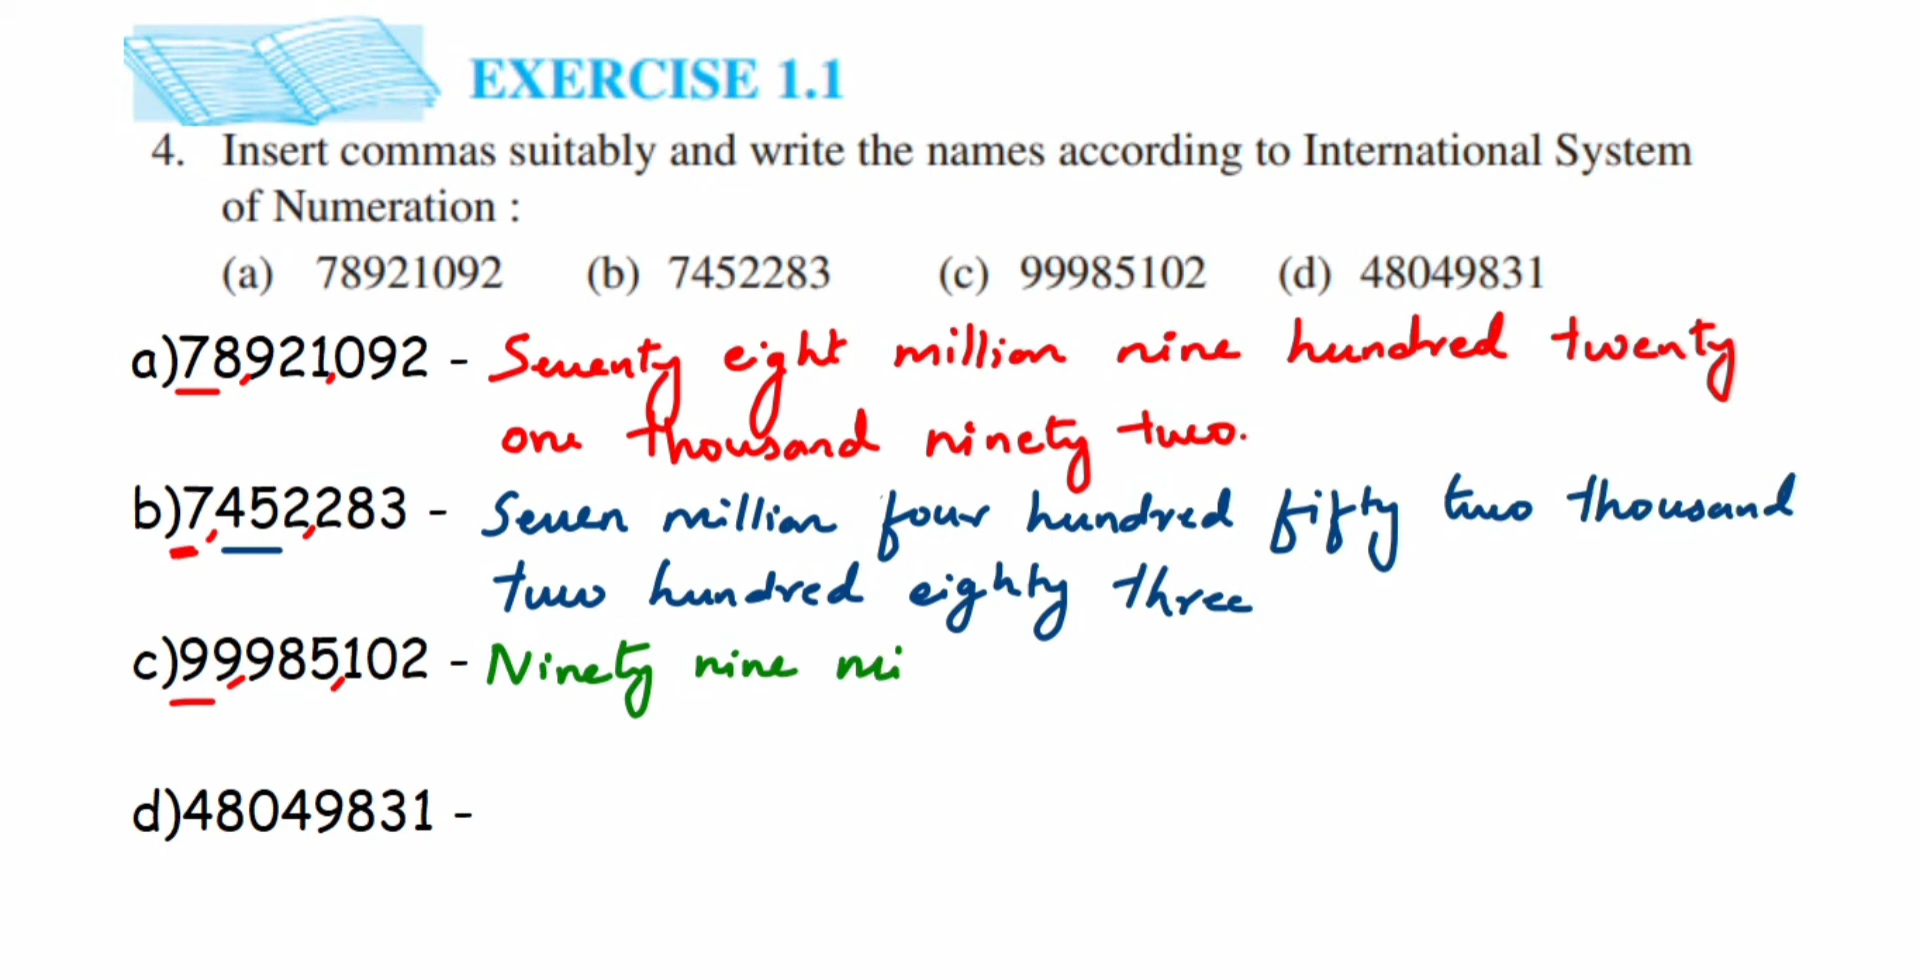 EXERCISE 1.1
4. Insert commas suitably and write the names according to International System
of Numeration :
(a) 78921092 (b) 7452283 (c) 99985102 (d) 48049831
a)78,921,092 - Seventy eight million nine hundred twenty
one thousand ninety two.
b)7,452,283 - Seven million four hundred fifty two thousand
two hundred eighty three
c)99,985,102 - Ninety nine mi
d)48049831 -